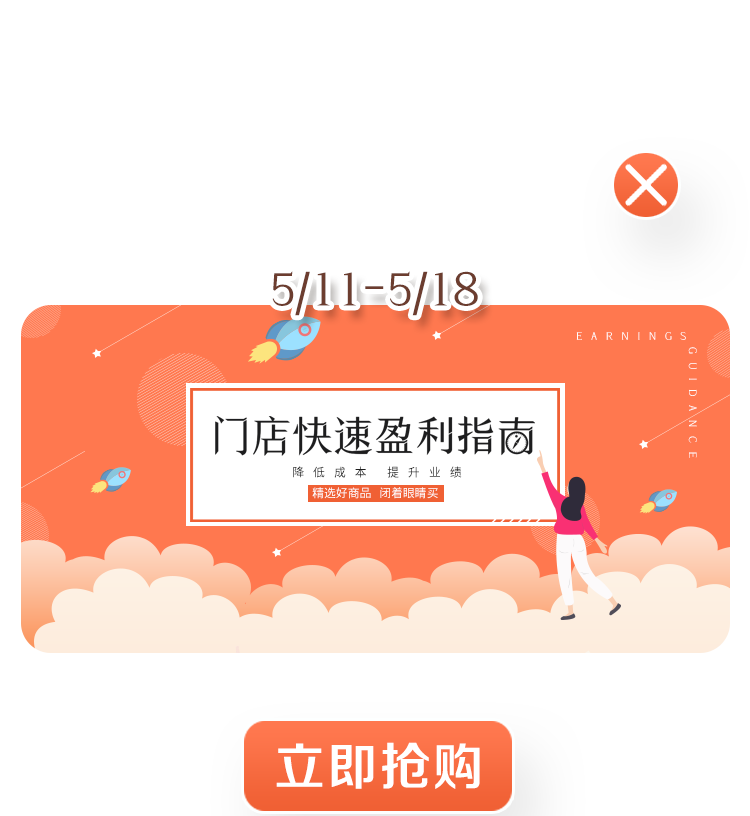 5/11-5/18
EARNINGS
GUIDANCE
门店快速盈利指南
降低成本 提升业绩
精选好商品 闭着眼睛买
立即抢购